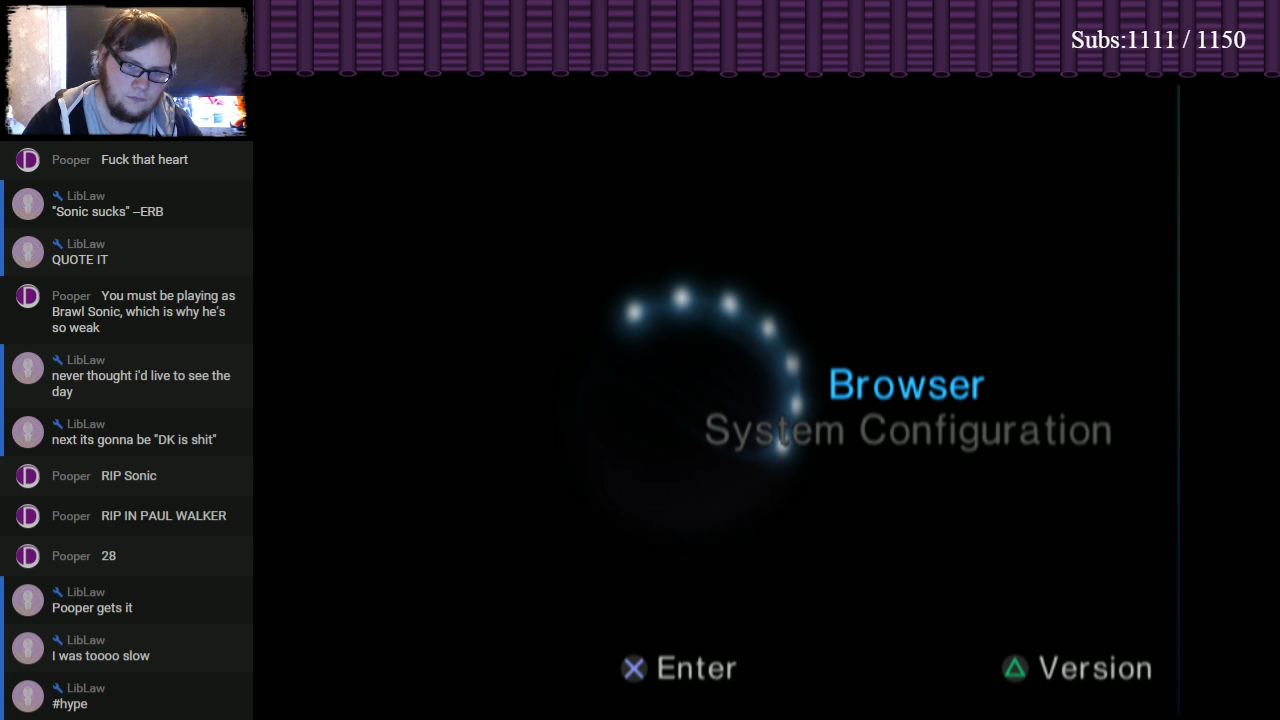 Subs:1111 / 1150
Pooper Fuck that heart
LibLaw
"Sonic sucks" --ERB
LibLaw
QUOTE IT
Pooper You must be playing as
Brawl Sonic, which is why he's
so weak
LibLaw
never thought i'd live to see the
day
LibLaw
next its gonna be "DK is shit"
Pooper RIP Sonic
Pooper RIP IN PAUL WALKER
Pooper 28
LibLaw
Pooper gets it
LibLaw
I was toooo slow
LibLaw
#hype
Browser
System Configuration
Enter
Version